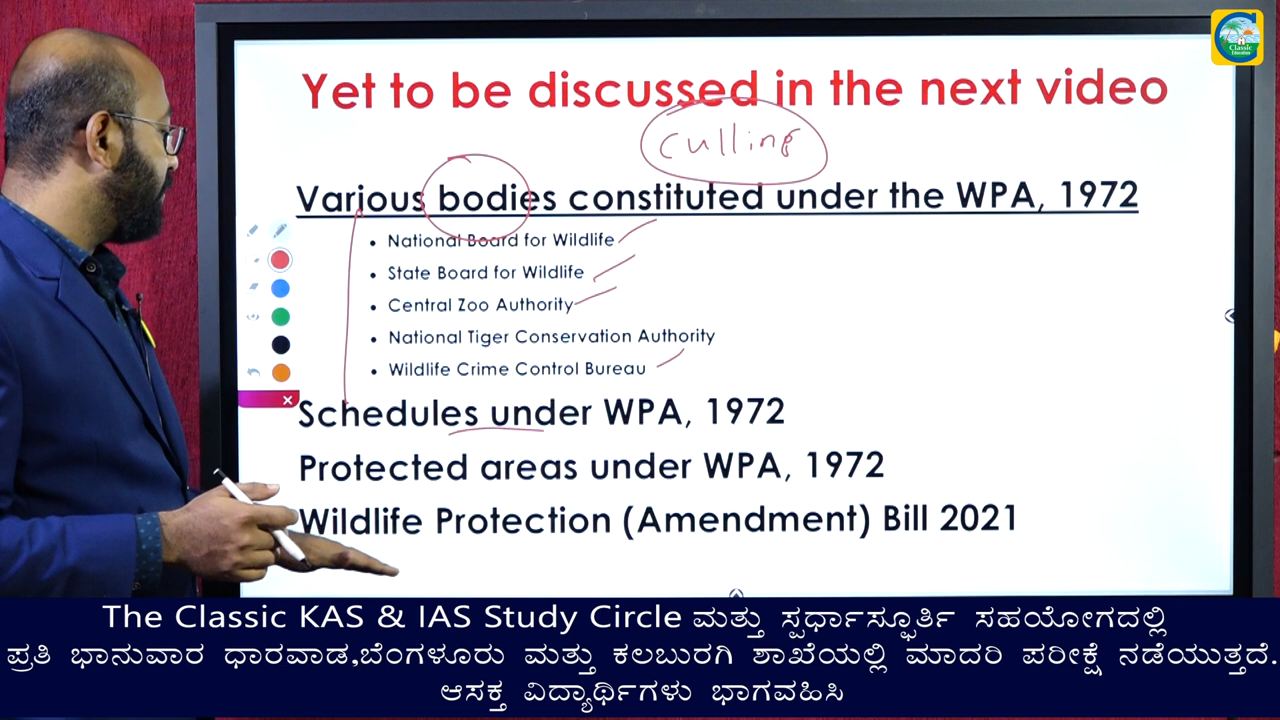 Classic
Education
Yet to be discussed in the next video
culling
Various bodies constituted under the WPA, 1972
• National Board for Wildlife
• State Board for Wildlife
• Central Zoo Authority
• National Tiger Conservation Authority
• Wildlife Crime Control Bureau
Schedules under WPA, 1972
Protected areas under WPA, 1972
Wildlife Protection (Amendment) Bill 2021
The Classic KAS & IAS Study Circle ಮತ್ತು ಸ್ಪರ್ಧಾಸ್ಫೂರ್ತಿ ಸಹಯೋಗದಲ್ಲಿ
ಪ್ರತಿ ಭಾನುವಾರ ಧಾರವಾಡ,ಬೆಂಗಳೂರು ಮತ್ತು ಕಲಬುರಗಿ ಶಾಖೆಯಲ್ಲಿ ಮಾದರಿ ಪರೀಕ್ಷೆ ನಡೆಯುತ್ತದೆ.
ಆಸಕ್ತ ವಿದ್ಯಾರ್ಥಿಗಳು ಭಾಗವಹಿಸಿ